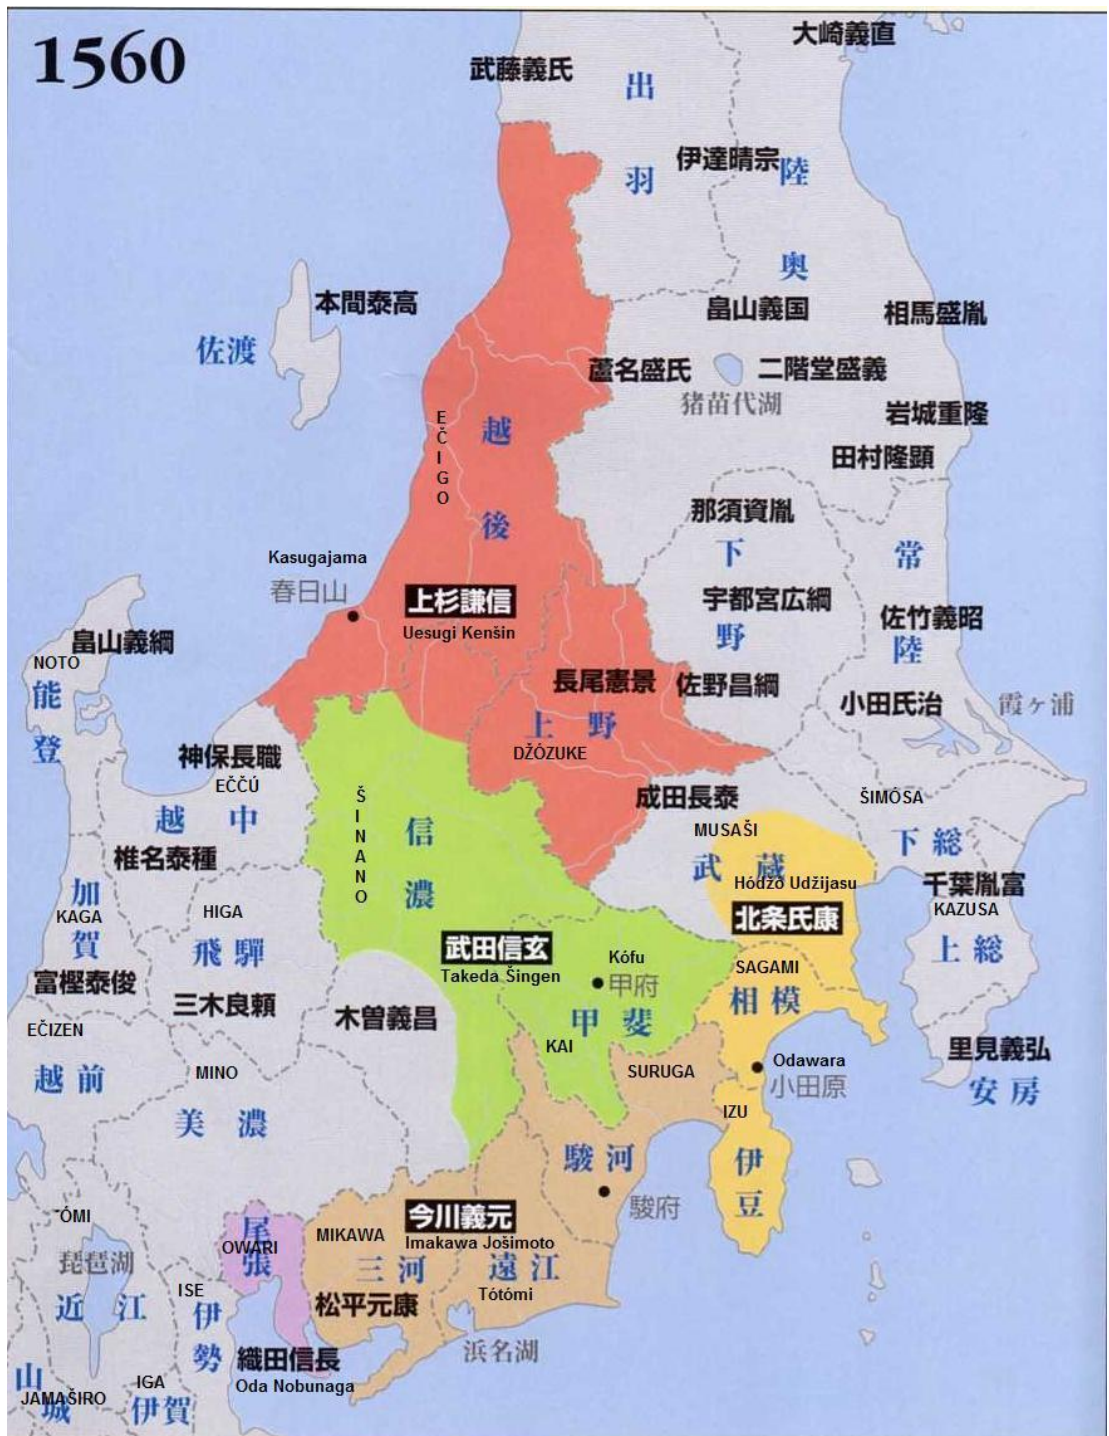 1560
大崎義直
武藤義氏
出羽
伊達晴宗
陸奥
本間泰高
佐渡
畠山義国
相馬盛胤
蘆名盛氏
二階堂盛義
猪苗代湖
岩城重隆
田村隆顕
EČIGO
越後
那須資胤
下野
常陸
Kasugajama
春日山
上杉謙信
Uesugi Kenšin
宇都宮広綱
佐竹義昭
畠山義綱
NOTO
能登
長尾憲景
佐野昌綱
小田氏治
霞ヶ浦
上野
DŽÓZUKE
神保長職
EČČÚ
越中
椎名泰種
ŠINANO
信濃
成田長泰
MUSAŠI
武蔵
ŠIMÓSA
下総
Hódžó Udžijasu
北条氏康
千葉胤富
KAZUSA
上総
加賀
KAGA
HIGA
飛驒
富樫泰俊
三木良頼
武田信玄
Takeda Šingen
Kófu
甲府
甲斐
KAI
SAGAMI
相模
木曽義昌
EČIZEN
越前
MINO
美濃
SURUGA
Odawara
小田原
里見義弘
安房
IZU
伊豆
駿河
駿府
ÓMI
琵琶湖
近江
尾張
OWARI
MIKAWA
三河
今川義元
Imakawa Jošimoto
遠江
Tótómi
松平元康
浜名湖
ISE
伊勢
織田信長
Oda Nobunaga
山城
JAMAŠIRO
IGA
伊賀